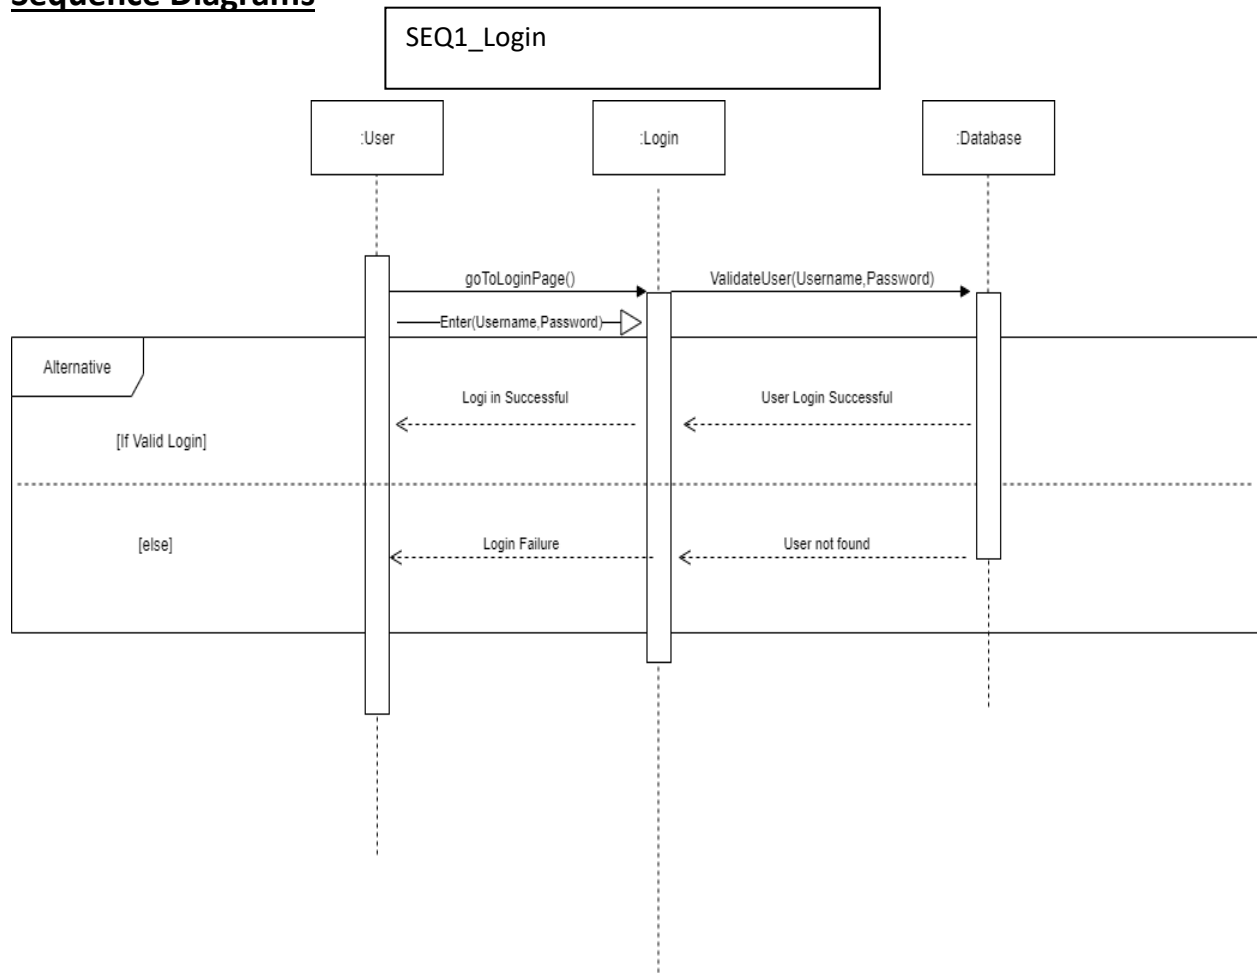 Sequence Diagrams
SEQ1_Login
:User
:Login
:Database
goToLoginPage()
ValidateUser(Username,Password)
Enter(Username,Password)
Alternative
Logi in Successful
User Login Successful
[If Valid Login]
[else]
Login Failure
User not found